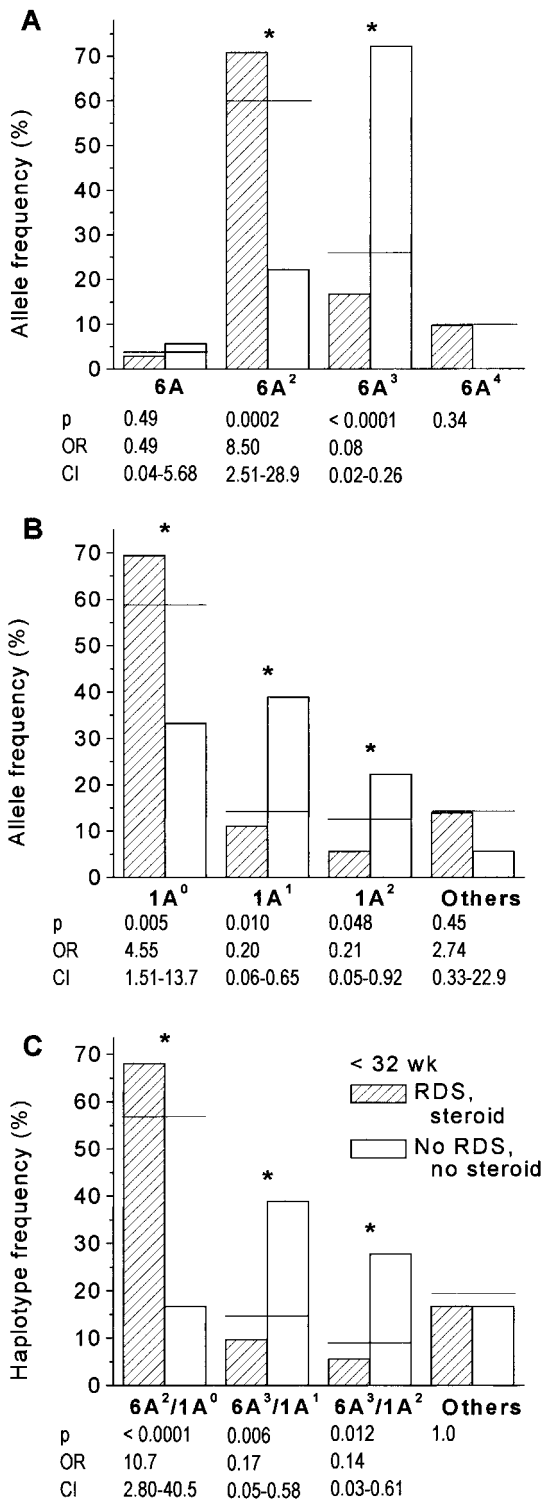 A
*
*
Allele frequency (%)
70
60
50
40
30
20
10
0
6A 6A² 6A³ 6A⁴
p 0.49 0.0002 < 0.0001 0.34
OR 0.49 8.50 0.08
CI 0.04-5.68 2.51-28.9 0.02-0.26
B
*
*
*
Allele frequency (%)
70
60
50
40
30
20
10
0
1A⁰ 1A¹ 1A² Others
p 0.005 0.010 0.048 0.45
OR 4.55 0.20 0.21 2.74
CI 1.51-13.7 0.06-0.65 0.05-0.92 0.33-22.9
C
*
*
*
< 32 wk
RDS,
steroid
No RDS,
no steroid
Haplotype frequency (%)
70
60
50
40
30
20
10
0
6A²/1A⁰ 6A³/1A¹ 6A³/1A² Others
p < 0.0001 0.006 0.012 1.0
OR 10.7 0.17 0.14
CI 2.80-40.5 0.05-0.58 0.03-0.61